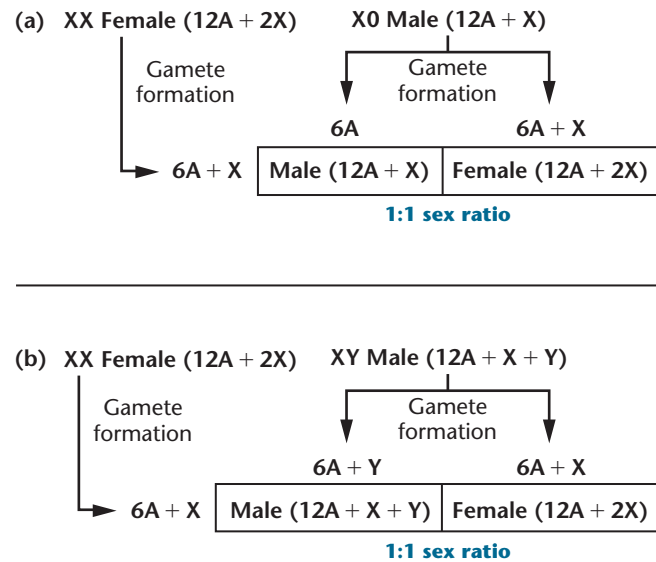 (a) XX Female (12A + 2X) X0 Male (12A + X)
Gamete formation Gamete formation
6A 6A + X
6A + X Male (12A + X) Female (12A + 2X)
1:1 sex ratio
(b) XX Female (12A + 2X) XY Male (12A + X + Y)
Gamete formation Gamete formation
6A + Y 6A + X
6A + X Male (12A + X + Y) Female (12A + 2X)
1:1 sex ratio